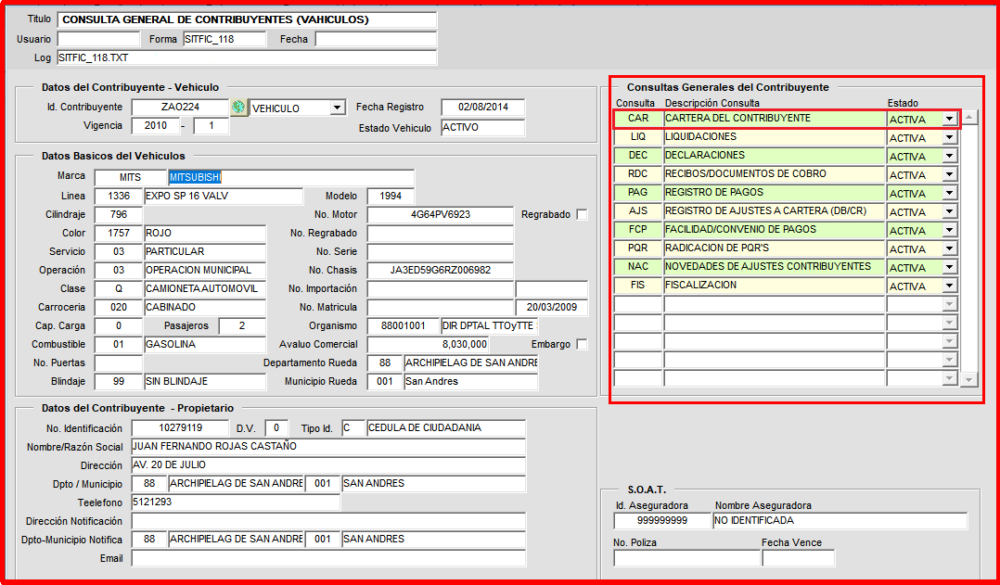 Titulo CONSULTA GENERAL DE CONTRIBUYENTES (VAHICULOS)
Usuario Forma SITFIC_118 Fecha
Log SITFIC_118.TXT
Datos del Contribuyente - Vehiculo
Id. Contribuyente ZAO224 VEHICULO Fecha Registro 02/08/2014
Vigencia 2010 - 1 Estado Vehiculo ACTIVO
Datos Basicos del Vehiculos
Marca MITS MITSUBISHI
Linea 1336 EXPO SP 16 VALV Modelo 1994
Cilindraje 796 No. Motor 4G64PV6923 Regrabado
Color 1757 ROJO No. Regrabado
Servicio 03 PARTICULAR No. Serie
Operación 03 OPERACION MUNICIPAL No. Chasis JA3ED59G6RZ006982
Clase Q CAMIONETA AUTOMOVIL No. Importación
Carroceria 020 CABINADO No. Matricula 20/03/2009
Cap. Carga 0 Pasajeros 2 Organismo 88001001 DIR DPTAL TTOyTTE
Combustible 01 GASOLINA Avaluo Comercial 8,030,000 Embargo
No. Puertas Departamento Rueda 88 ARCHIPIELAG DE SAN ANDRE
Blindaje 99 SIN BLINDAJE Municipio Rueda 001 San Andres
Datos del Contribuyente - Propietario
No. Identificación 10279119 D.V. 0 Tipo Id. C CEDULA DE CIUDADANIA
Nombre/Razón Social JUAN FERNANDO ROJAS CASTAÑO
Dirección AV. 20 DE JULIO
Dpto / Municipio 88 ARCHIPIELAG DE SAN ANDRE 001 SAN ANDRES
Teelefono 5121293
Dirección Notificación
Dpto-Municipio Notifica 88 ARCHIPIELAG DE SAN ANDRE 001 SAN ANDRES
Email
Consultas Generales del Contribuyente
Consulta Descripción Consulta Estado
CAR CARTERA DEL CONTRIBUYENTE ACTIVA
LIQ LIQUIDACIONES ACTIVA
DEC DECLARACIONES ACTIVA
RDC RECIBOS/DOCUMENTOS DE COBRO ACTIVA
PAG REGISTRO DE PAGOS ACTIVA
AJS REGISTRO DE AJUSTES A CARTERA (DB/CR) ACTIVA
FCP FACILIDAD/CONVENIO DE PAGOS ACTIVA
PQR RADICACION DE PQR'S ACTIVA
NAC NOVEDADES DE AJUSTES CONTRIBUYENTES ACTIVA
FIS FISCALIZACION ACTIVA
S.O.A.T.
Id. Aseguradora Nombre Aseguradora
999999999 NO IDENTIFICADA
No. Poliza Fecha Vence